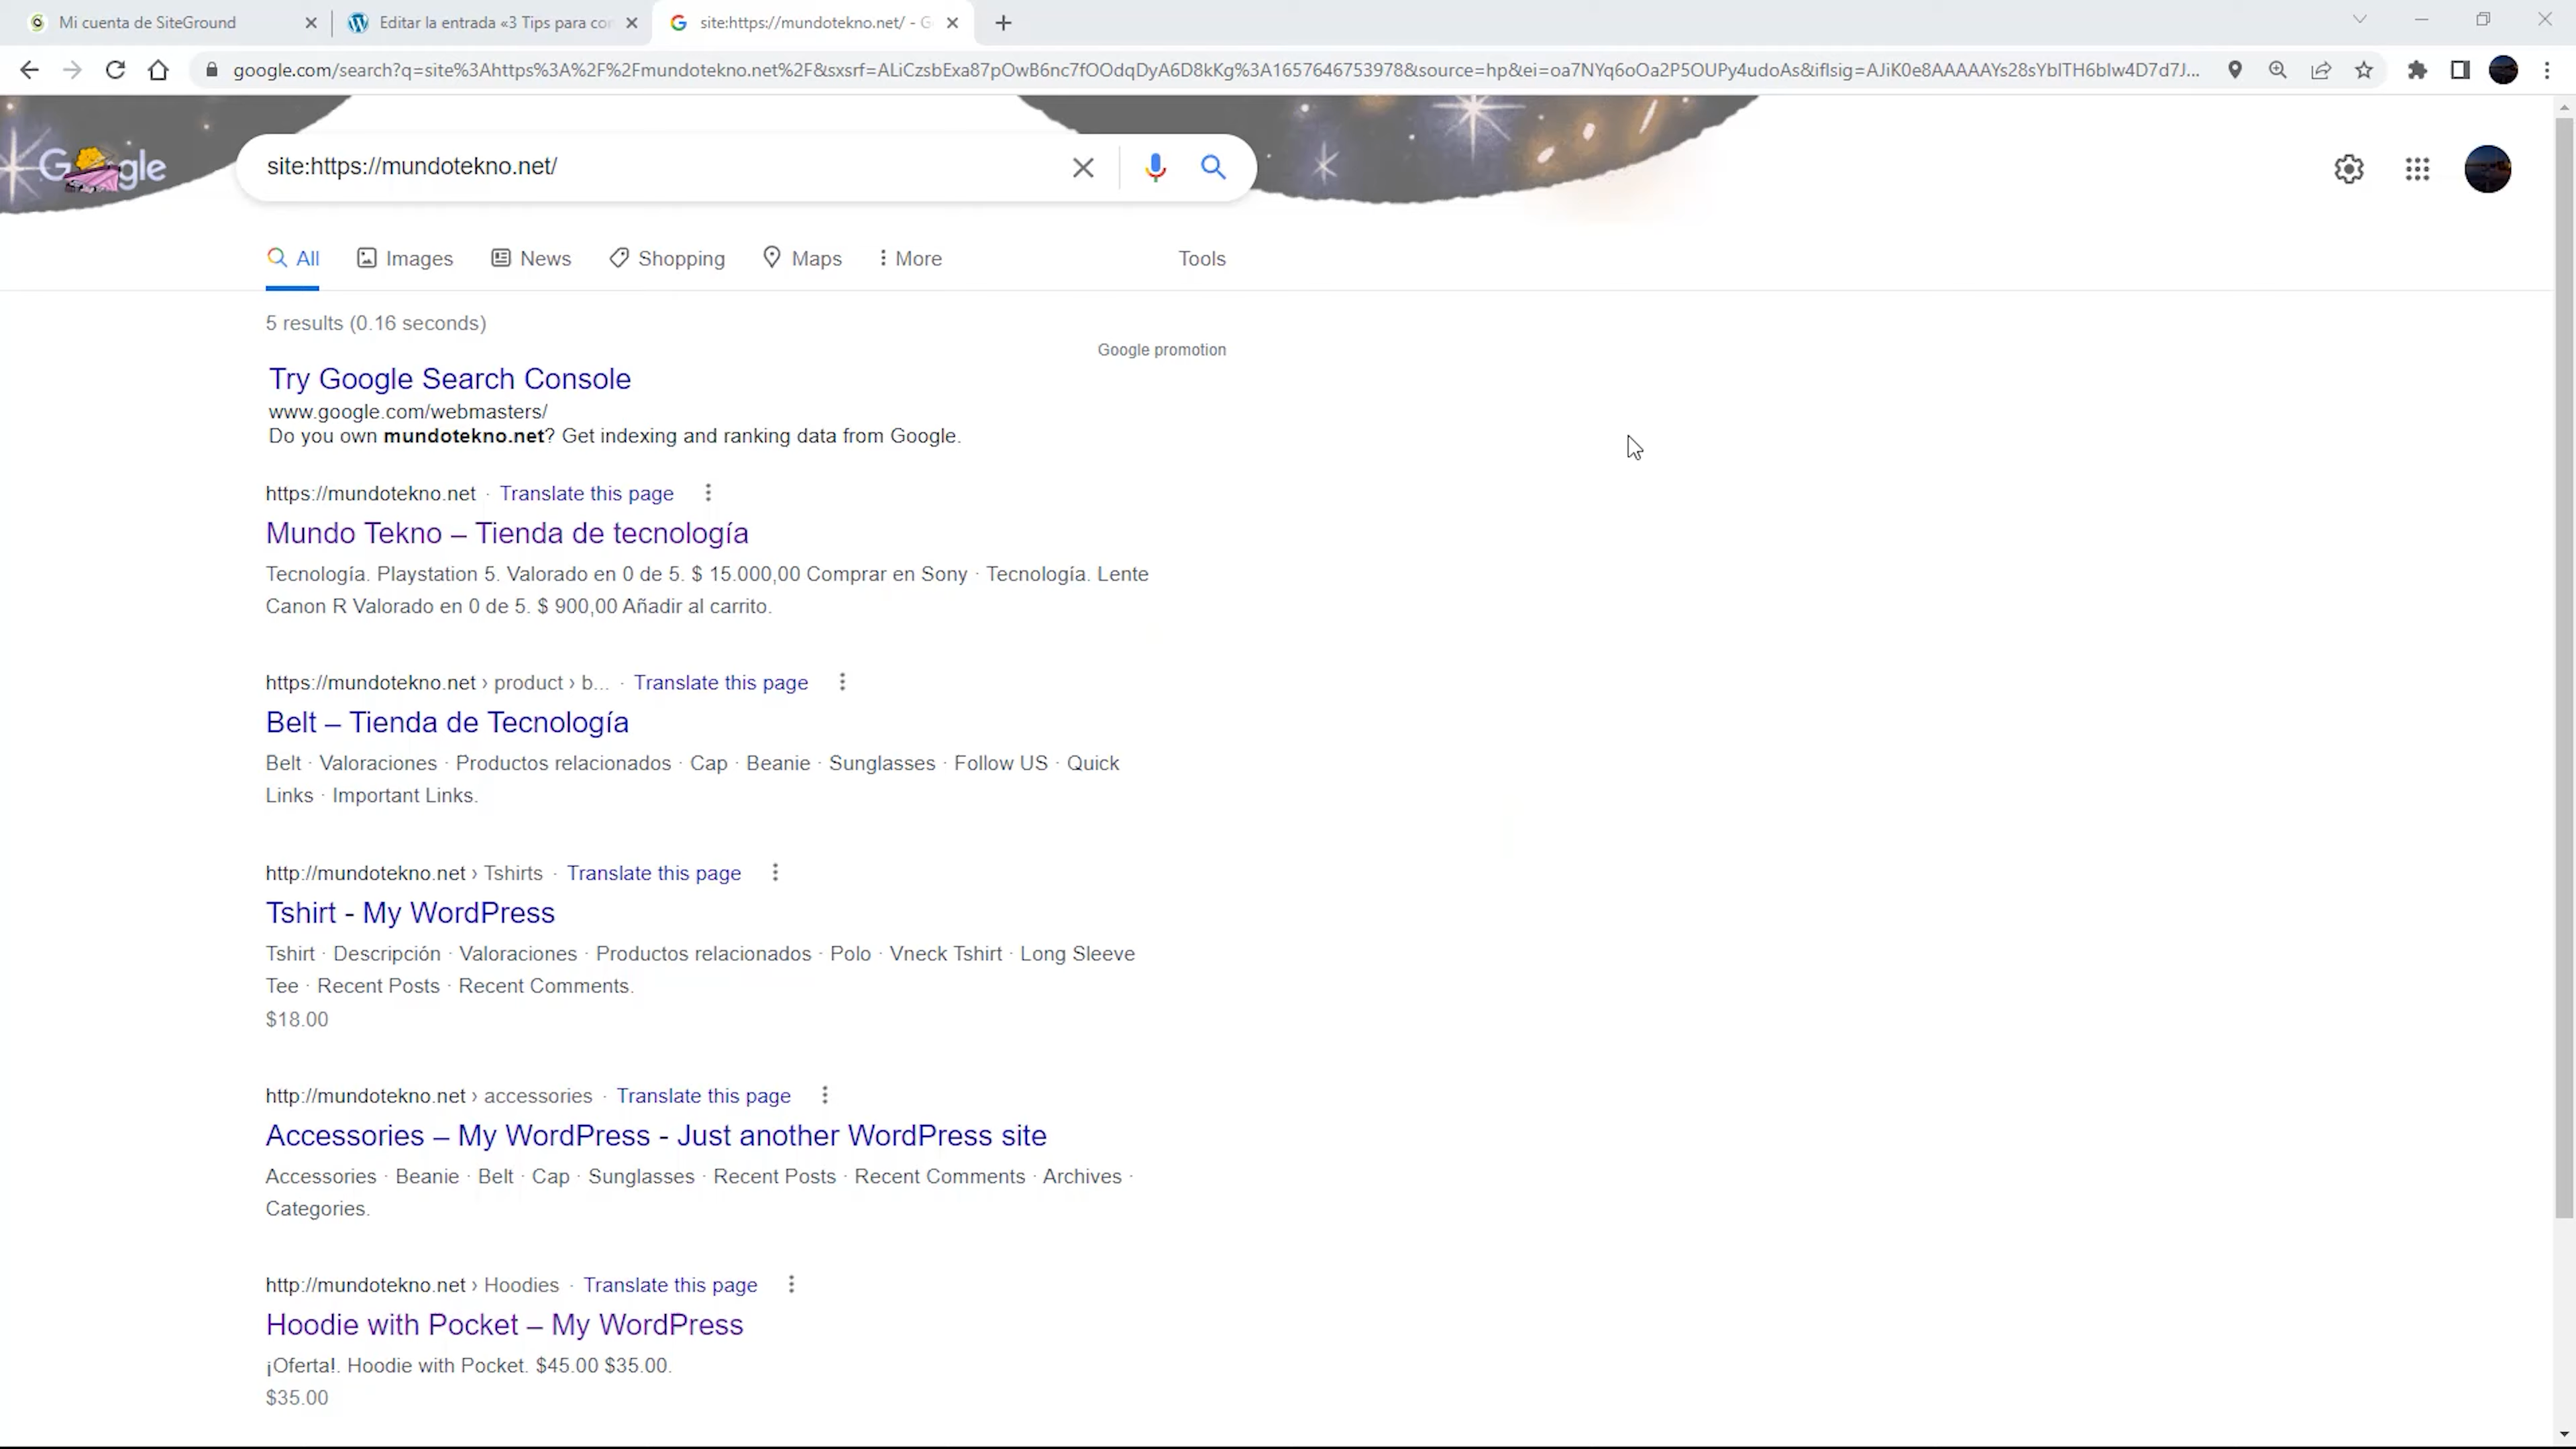 Mi cuenta de SiteGround
Editar la entrada «3 Tips para con
site:https://mundotekno.net/ - G
google.com/search?q=site%3Ahttps%3A%2F%2Fmundotekno.net%2F&sxsrf=ALiCzsbExa87pOwB6nc7fOOdqDyA6D8kKg%3A1657646753978&source=hp&ei=oa7NYq6oOa2P5OUPy4udoAs&iflsig=AJiK0e8AAAAAYs28sYblTH6blw4D7d7J...
Google
site:https://mundotekno.net/
All Images News Shopping Maps More Tools
5 results (0.16 seconds)
Google promotion
Try Google Search Console
www.google.com/webmasters/
Do you own mundotekno.net? Get indexing and ranking data from Google.
https://mundotekno.net · Translate this page
Mundo Tekno – Tienda de tecnología
Tecnología. Playstation 5. Valorado en 0 de 5. $ 15.000,00 Comprar en Sony · Tecnología. Lente
Canon R Valorado en 0 de 5. $ 900,00 Añadir al carrito.
https://mundotekno.net › product › b... · Translate this page
Belt – Tienda de Tecnología
Belt · Valoraciones · Productos relacionados · Cap · Beanie · Sunglasses · Follow US · Quick
Links · Important Links.
http://mundotekno.net › Tshirts · Translate this page
Tshirt - My WordPress
Tshirt · Descripción · Valoraciones · Productos relacionados · Polo · Vneck Tshirt · Long Sleeve
Tee · Recent Posts · Recent Comments.
$18.00
http://mundotekno.net › accessories · Translate this page
Accessories – My WordPress - Just another WordPress site
Accessories · Beanie · Belt · Cap · Sunglasses · Recent Posts · Recent Comments · Archives ·
Categories.
http://mundotekno.net › Hoodies · Translate this page
Hoodie with Pocket – My WordPress
¡Oferta!. Hoodie with Pocket. $45.00 $35.00.
$35.00